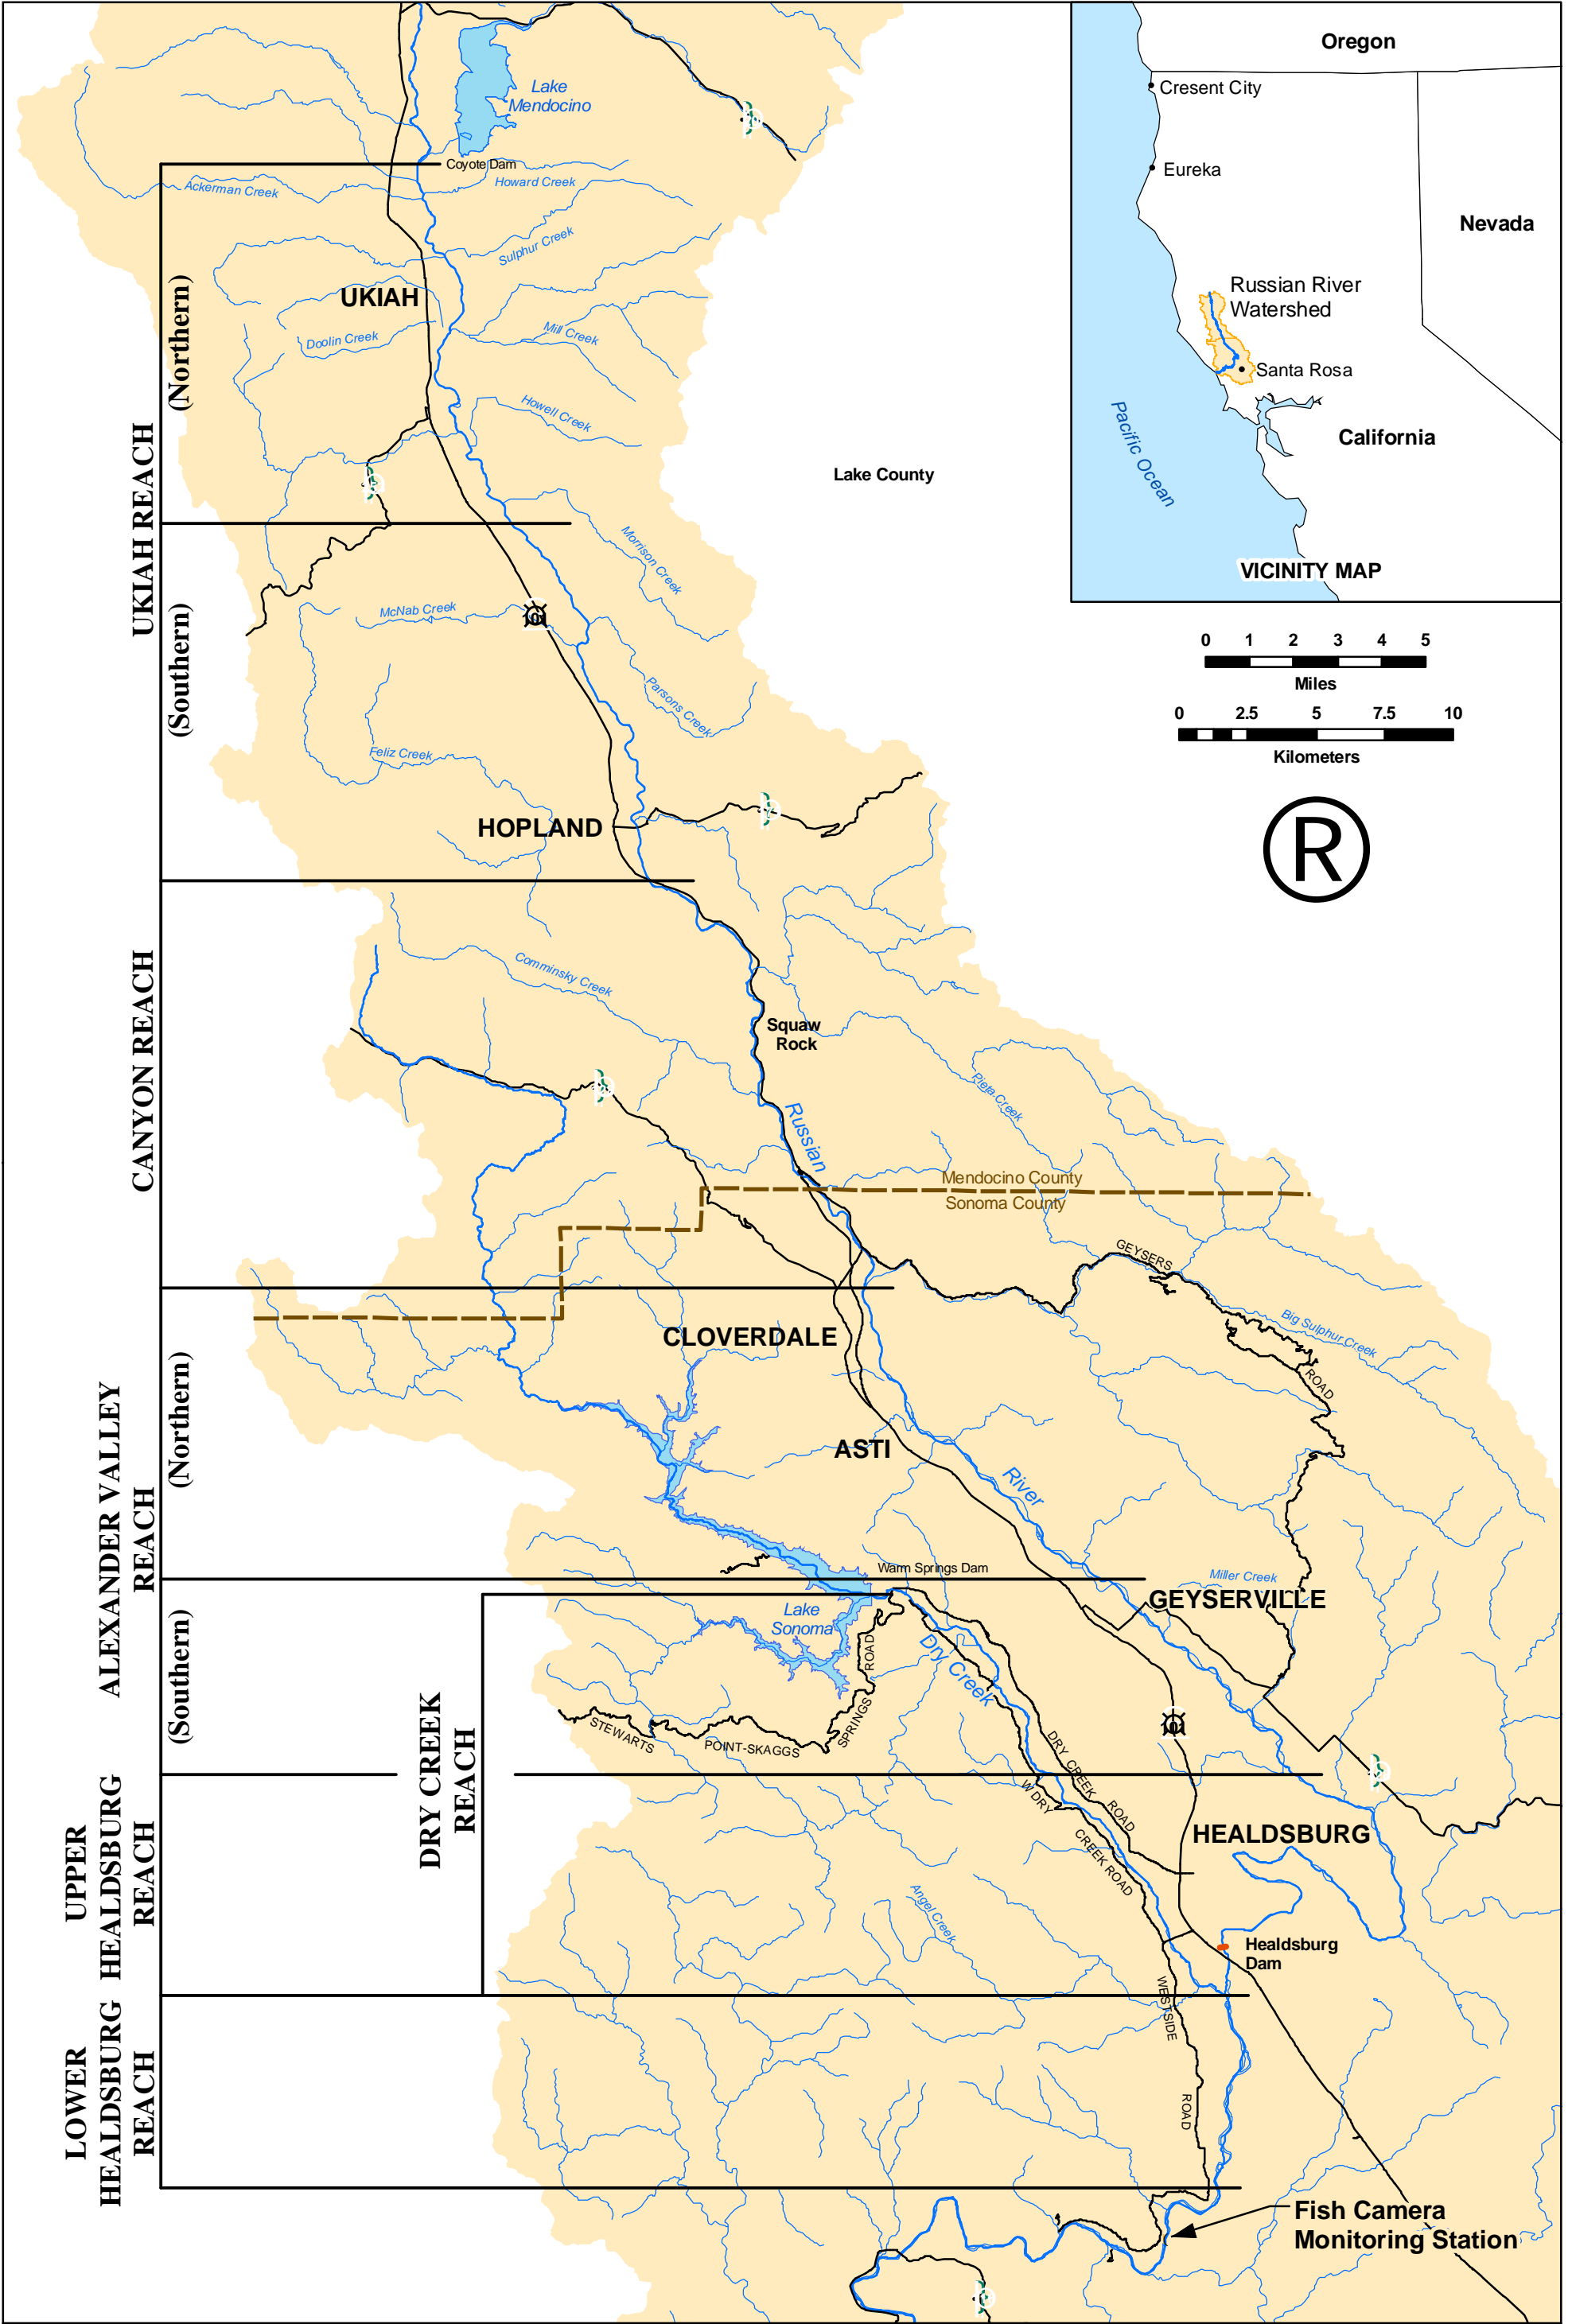 Oregon
Cresent City
Eureka
Nevada
Russian River
Watershed
Santa Rosa
Pacific Ocean
California
VICINITY MAP
0 1 2 3 4 5
Miles
0 2.5 5 7.5 10
Kilometers
R
Lake
Mendocino
Coyote Dam
Ackerman Creek
Howard Creek
Sulphur Creek
UKIAH
Doolin Creek
Mill Creek
Howell Creek
Lake County
UKIAH REACH
(Northern)
(Southern)
Morrison Creek
McNab Creek
101
Parsons Creek
Feliz Creek
HOPLAND
CANYON REACH
Comminsky Creek
Squaw
Rock
Pieta Creek
Russian
Mendocino County
Sonoma County
GEYSERS
ROAD
Big Sulphur Creek
CLOVERDALE
ASTI
River
ALEXANDER VALLEY
REACH
(Northern)
(Southern)
Warm Springs Dam
Miller Creek
GEYSERVILLE
Lake
Sonoma
Dry Creek
STEWARTS
POINT-SKAGGS
SPRINGS
ROAD
101
DRY CREEK
REACH
DRY CREEK ROAD
W DRY
CREEK ROAD
UPPER
HEALDSBURG
REACH
HEALDSBURG
Angel Creek
Healdsburg
Dam
WESTSIDE
ROAD
LOWER
HEALDSBURG
REACH
Fish Camera
Monitoring Station